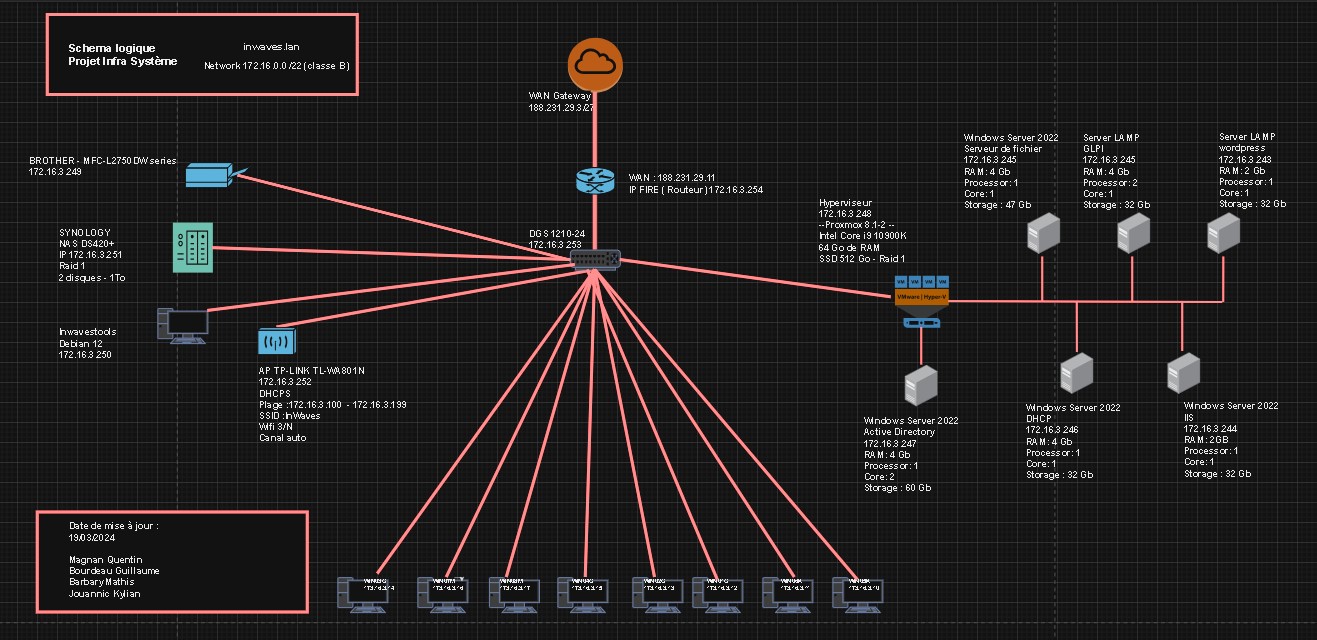 Schema logique
Projet Infra Système
inwaves.lan
Network 172.16.0.0 /22 ( classe B )
WAN Gateway
188.231.29.3/27
WAN : 188.231.29.11
IP FIRE ( Routeur ) 172.16.3.254
DGS 1210-24
172.16.3.253
BROTHER - MFC-L2750DW series
172.16.3.249
SYNOLOGY
NAS DS420+
IP 172.16.3.251
Raid 1
2 disques - 1To
Inwavestools
Debian 12
172.16.3.250
AP TP-LINK TL-WA801N
172.16.3.252
DHCPS
Plage :172.16.3.100 - 172.16.3.199
SSID :InWaves
Wifi 3/N
Canal auto
Hyperviseur
172.16.3.248
--Proxmox 8.1-2 --
Intel Core i9 10900K
64 Go de RAM
SSD 512 Go - Raid 1
VM VM VM VM
VMware | Hyper-V
Windows Server 2022
Serveur de fichier
172.16.3.245
RAM : 4 Gb
Processor : 1
Core: 1
Storage : 47 Gb
Server LAMP
GLPI
172.16.3.245
RAM : 4 Gb
Processor : 2
Core: 1
Storage : 32 Gb
Server LAMP
wordpress
172.16.3.243
RAM : 2 Gb
Processor : 1
Core: 1
Storage : 32 Gb
Windows Server 2022
Active Directory
172.16.3.247
RAM : 4 Gb
Processor : 1
Core: 2
Storage : 60 Gb
Windows Server 2022
DHCP
172.16.3.246
RAM : 4 Gb
Processor : 1
Core: 1
Storage : 32 Gb
Windows Server 2022
IIS
172.16.3.244
RAM : 2GB
Processor : 1
Core: 1
Storage : 32 Gb
Date de mise à jour :
19/03/2024
Magnan Quentin
Bourdeau Guillaume
Barbary Mathis
Jouannic Kylian